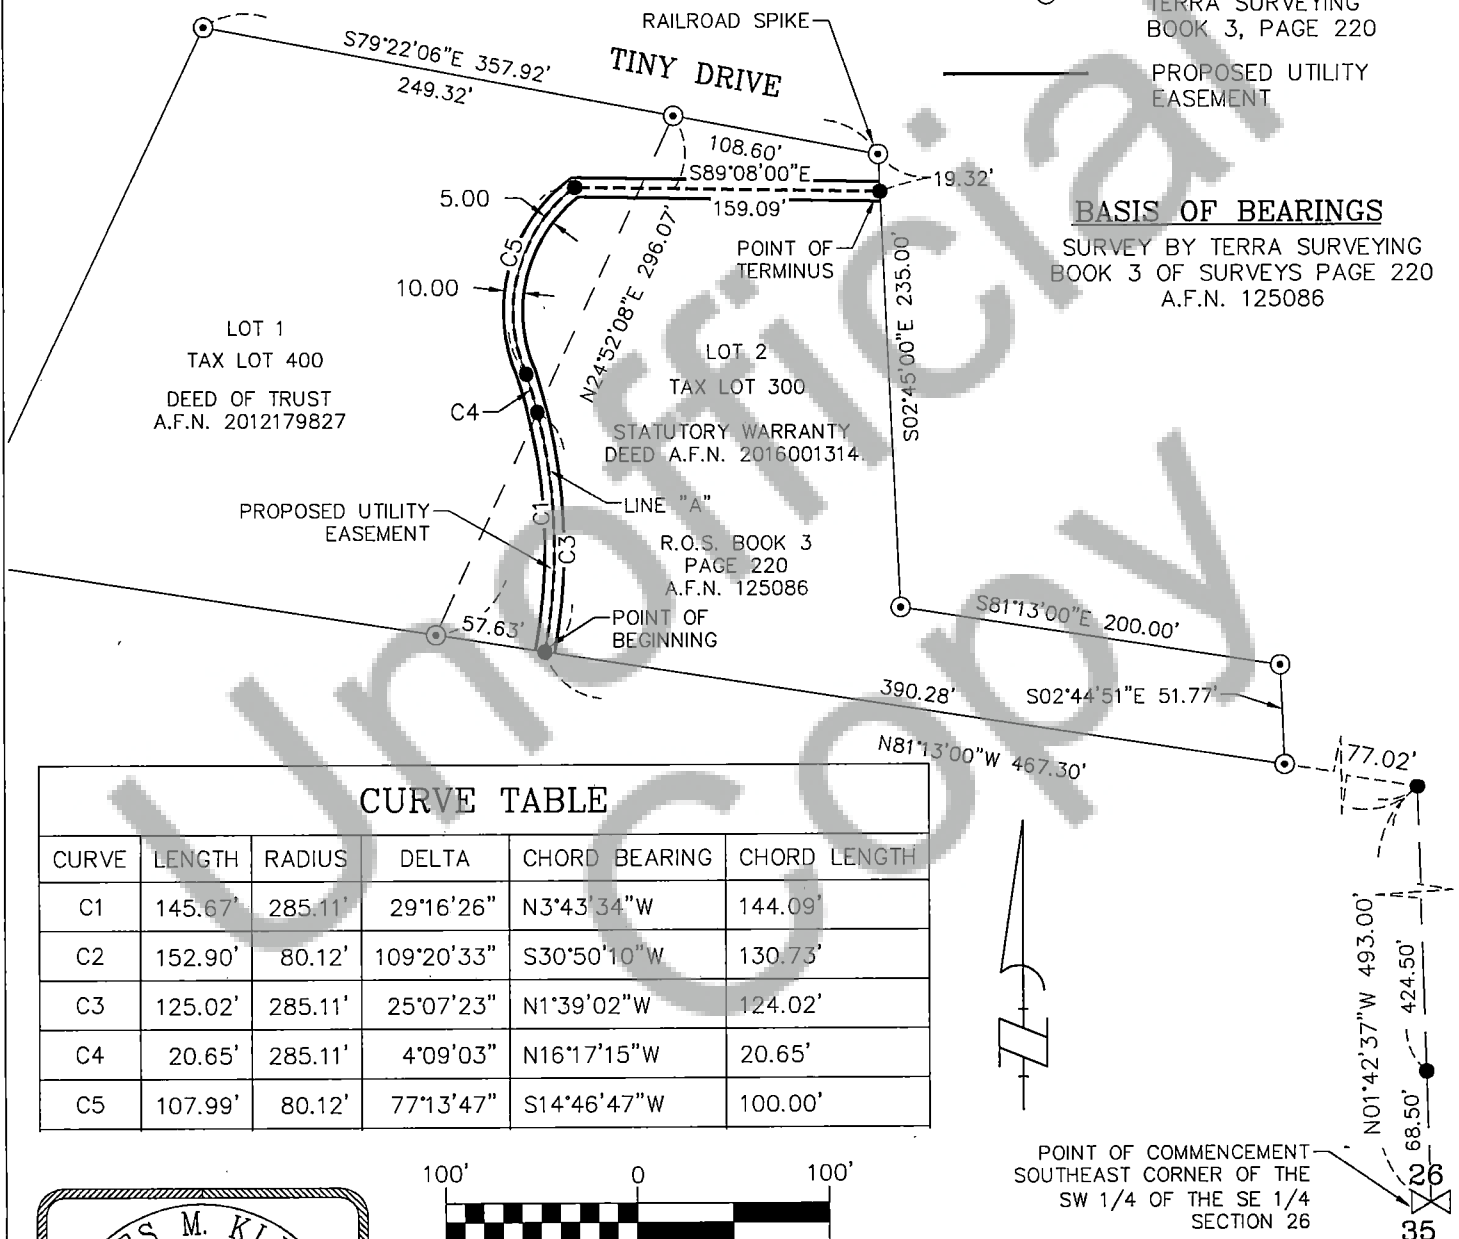 RAILROAD SPIKE
TERRA SURVEYING
BOOK 3, PAGE 220
PROPOSED UTILITY
EASEMENT
S79°22'06"E 357.92'
249.32'
TINY DRIVE
108.60'
S89°08'00"E
159.09'
19.32'
5.00
C5
10.00
N24°52'08"E 296.07'
POINT OF
TERMINUS
S02°45'00"E 235.00'
BASIS OF BEARINGS
SURVEY BY TERRA SURVEYING
BOOK 3 OF SURVEYS PAGE 220
A.F.N. 125086
LOT 1
TAX LOT 400
DEED OF TRUST
A.F.N. 2012179827
LOT 2
TAX LOT 300
STATUTORY WARRANTY
DEED A.F.N. 2016001314
C4
LINE "A"
C1
C3
PROPOSED UTILITY
EASEMENT
R.O.S. BOOK 3
PAGE 220
A.F.N. 125086
57.63'
POINT OF
BEGINNING
S81°13'00"E 200.00'
S02°44'51"E 51.77'
390.28'
N81°13'00"W 467.30'
77.02'
N01°42'37"W 493.00'
424.50'
68.50'
POINT OF COMMENCEMENT
SOUTHEAST CORNER OF THE
SW 1/4 OF THE SE 1/4
SECTION 26
26
35
CURVE TABLE
CURVE LENGTH RADIUS DELTA CHORD BEARING CHORD LENGTH
C1 145.67' 285.11' 29°16'26" N3°43'34"W 144.09'
C2 152.90' 80.12' 109°20'33" S30°50'10"W 130.73'
C3 125.02' 285.11' 25°07'23" N1°39'02"W 124.02'
C4 20.65' 285.11' 4°09'03" N16°17'15"W 20.65'
C5 107.99' 80.12' 77°13'47" S14°46'47"W 100.00'
100' 0 100'
M.
Unofficial
Copy